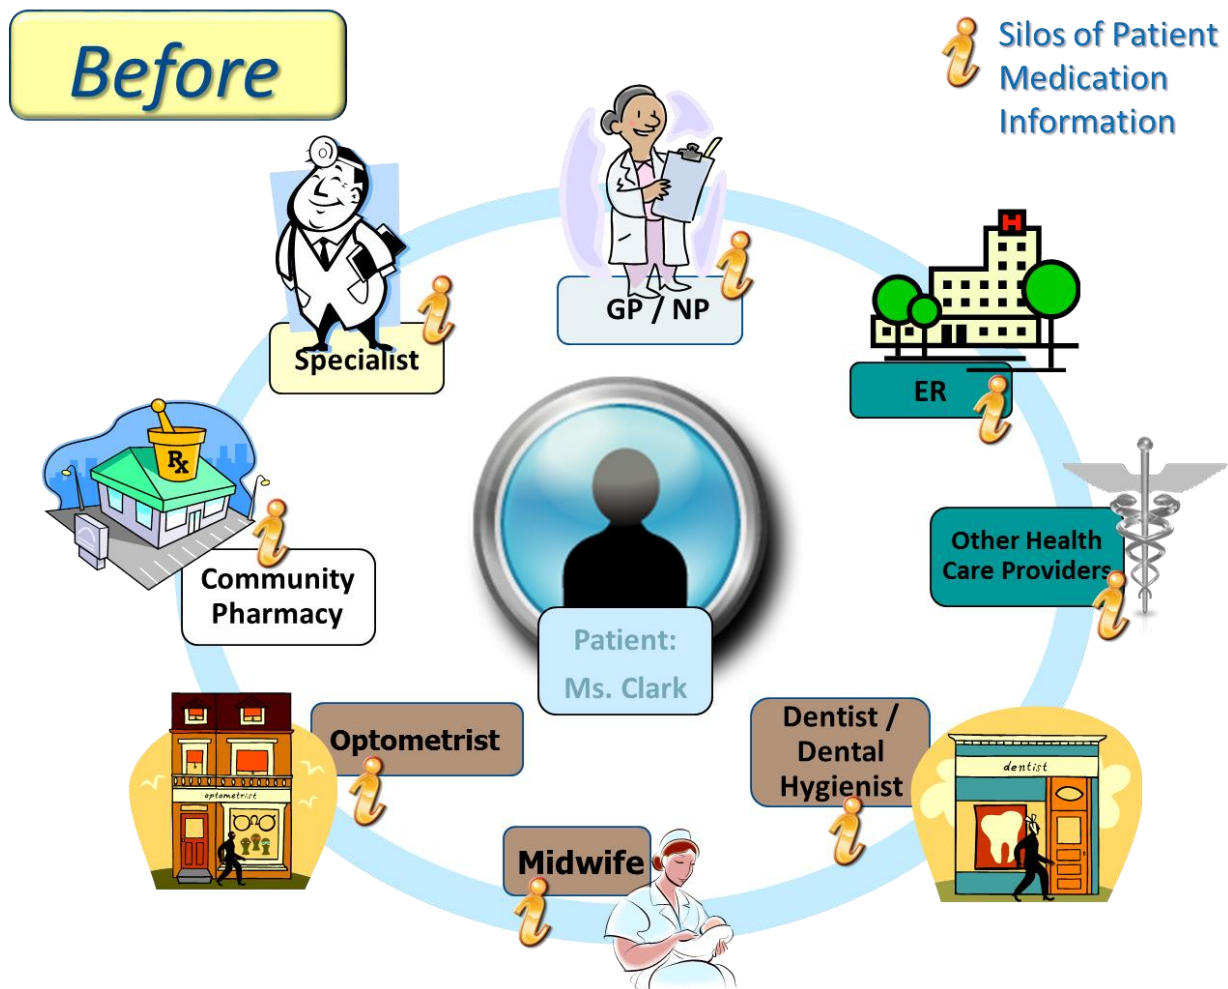 Before
Silos of Patient
Medication
Information
GP / NP
H
Specialist
ER
Rx
Other Health
Care Providers
Community
Pharmacy
Patient:
Ms. Clark
Optometrist
optometrist
Dentist /
Dental
Hygienist
dentist
Midwife